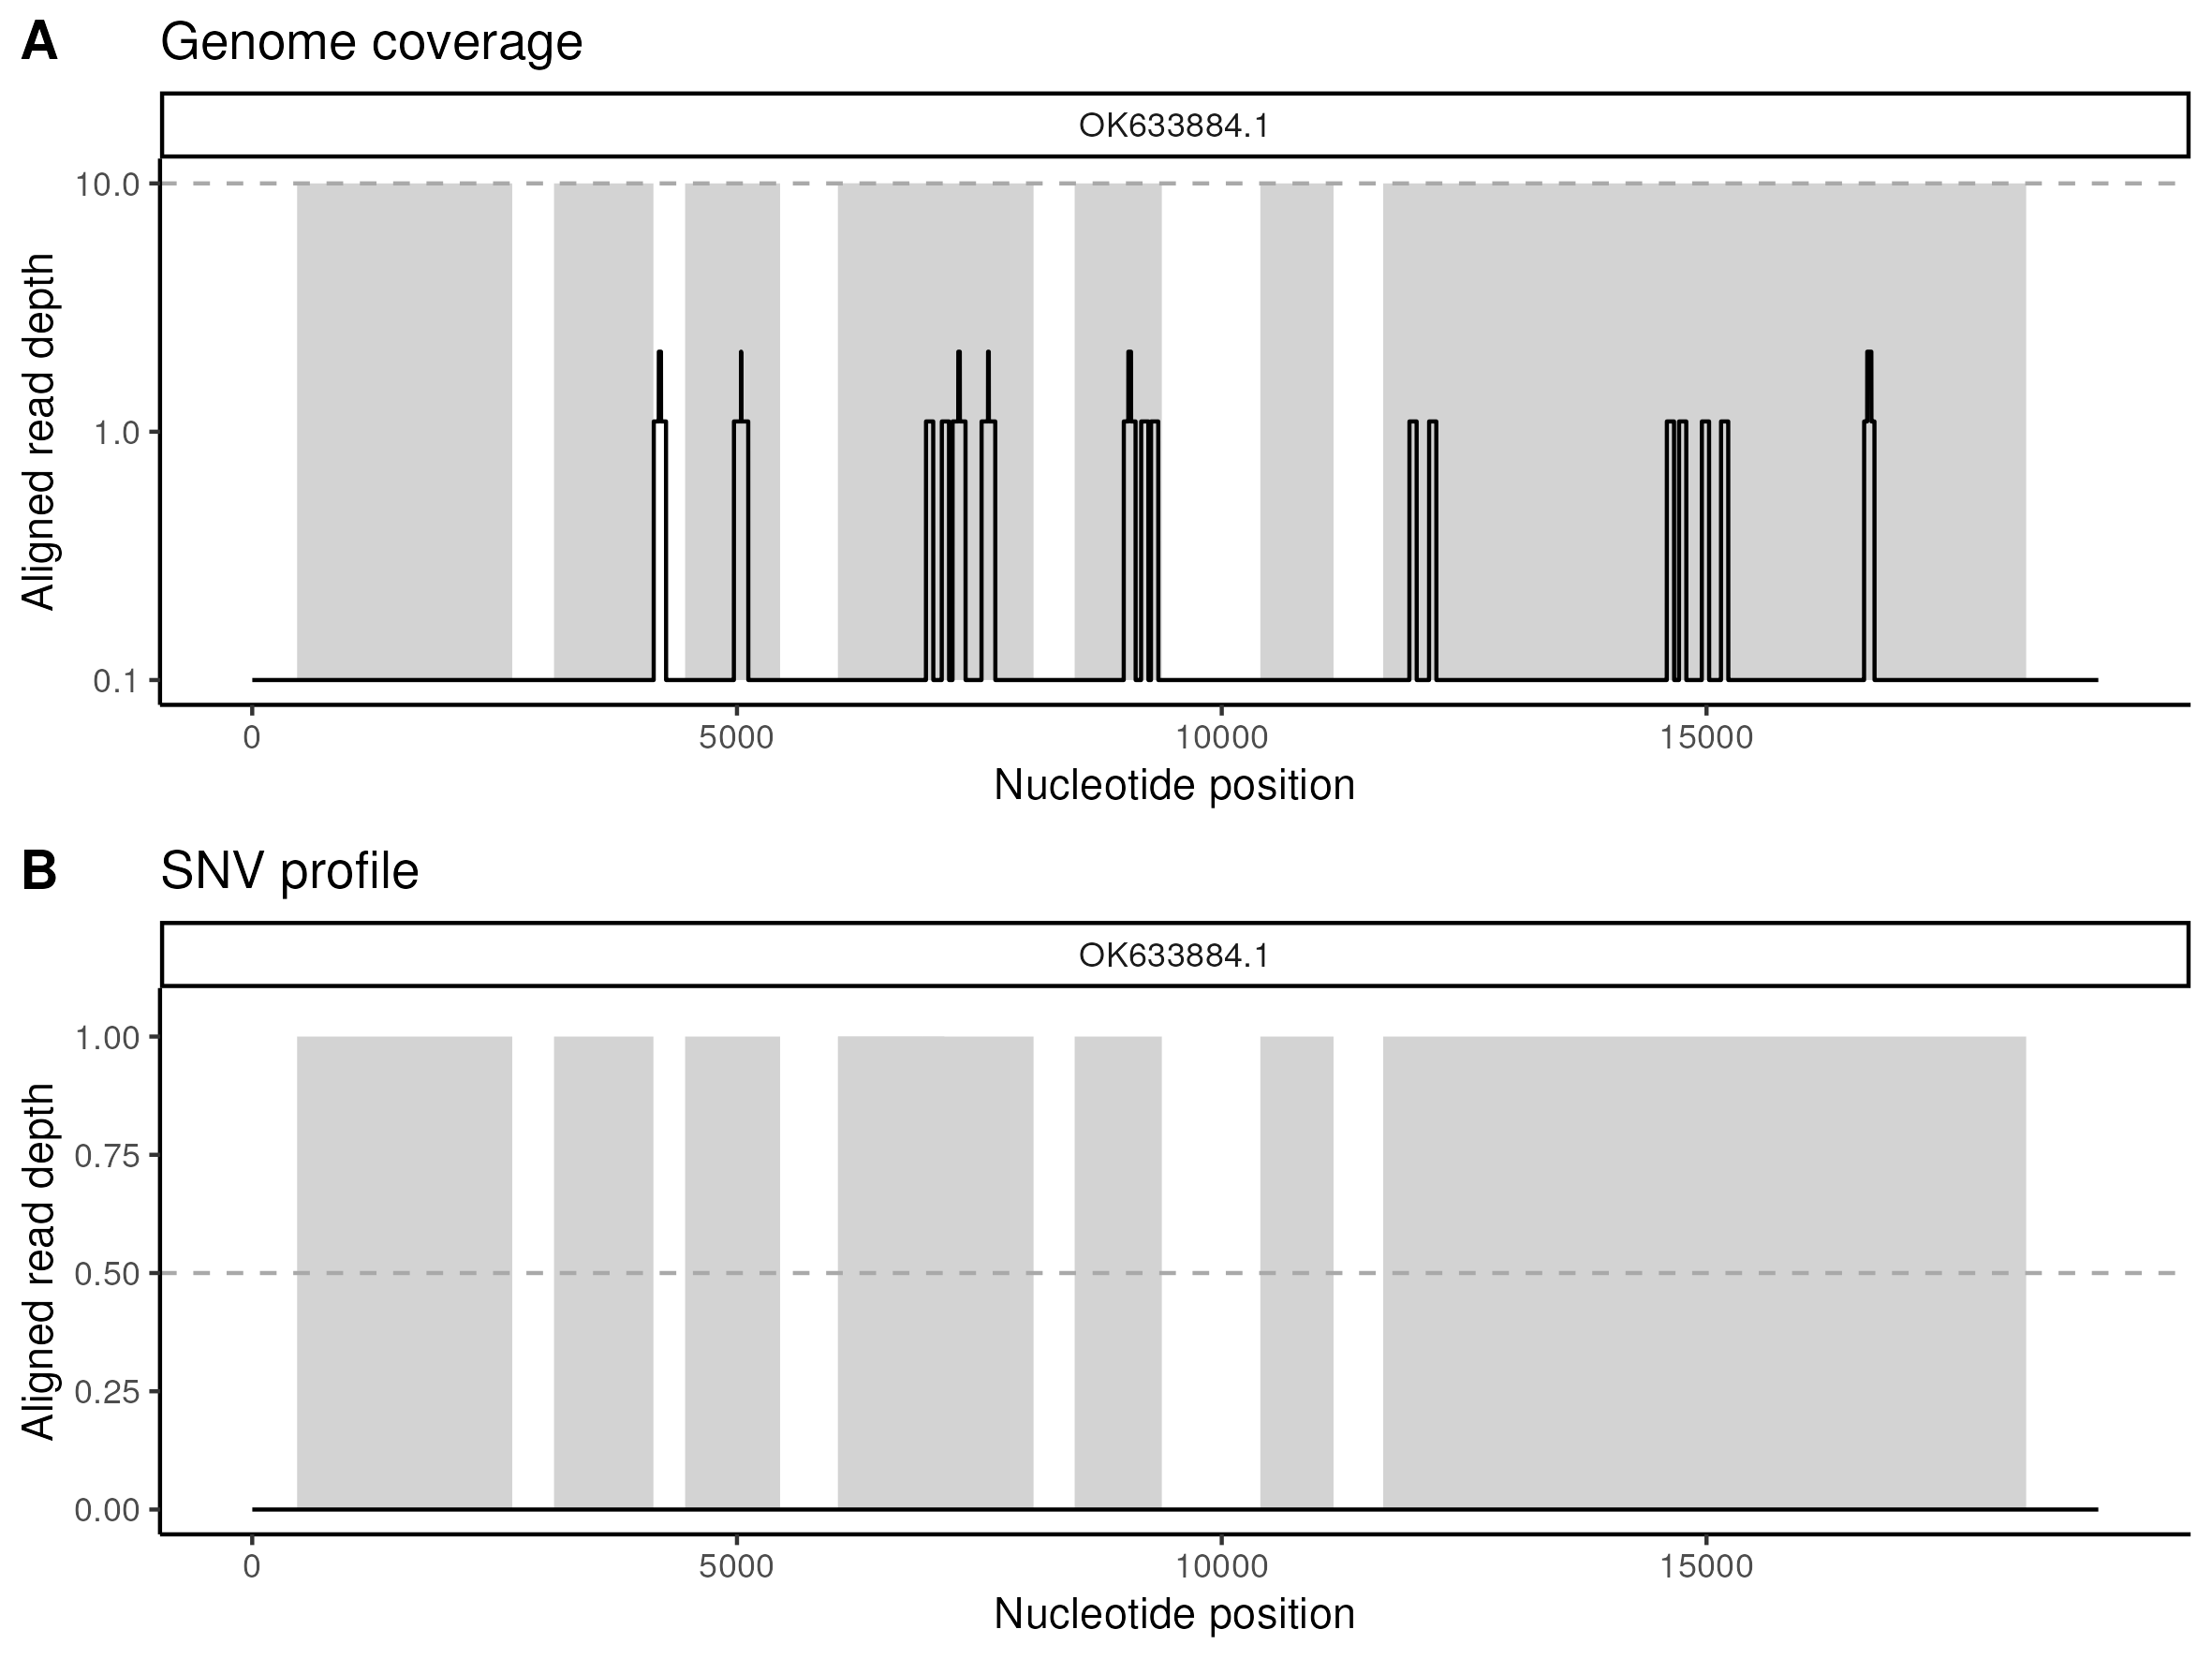 A Genome coverage
OK633884.1
10.0
1.0
0.1
Aligned read depth
0 5000 10000 15000
Nucleotide position
B SNV profile
OK633884.1
1.00
0.75
0.50
0.25
0.00
Aligned read depth
0 5000 10000 15000
Nucleotide position